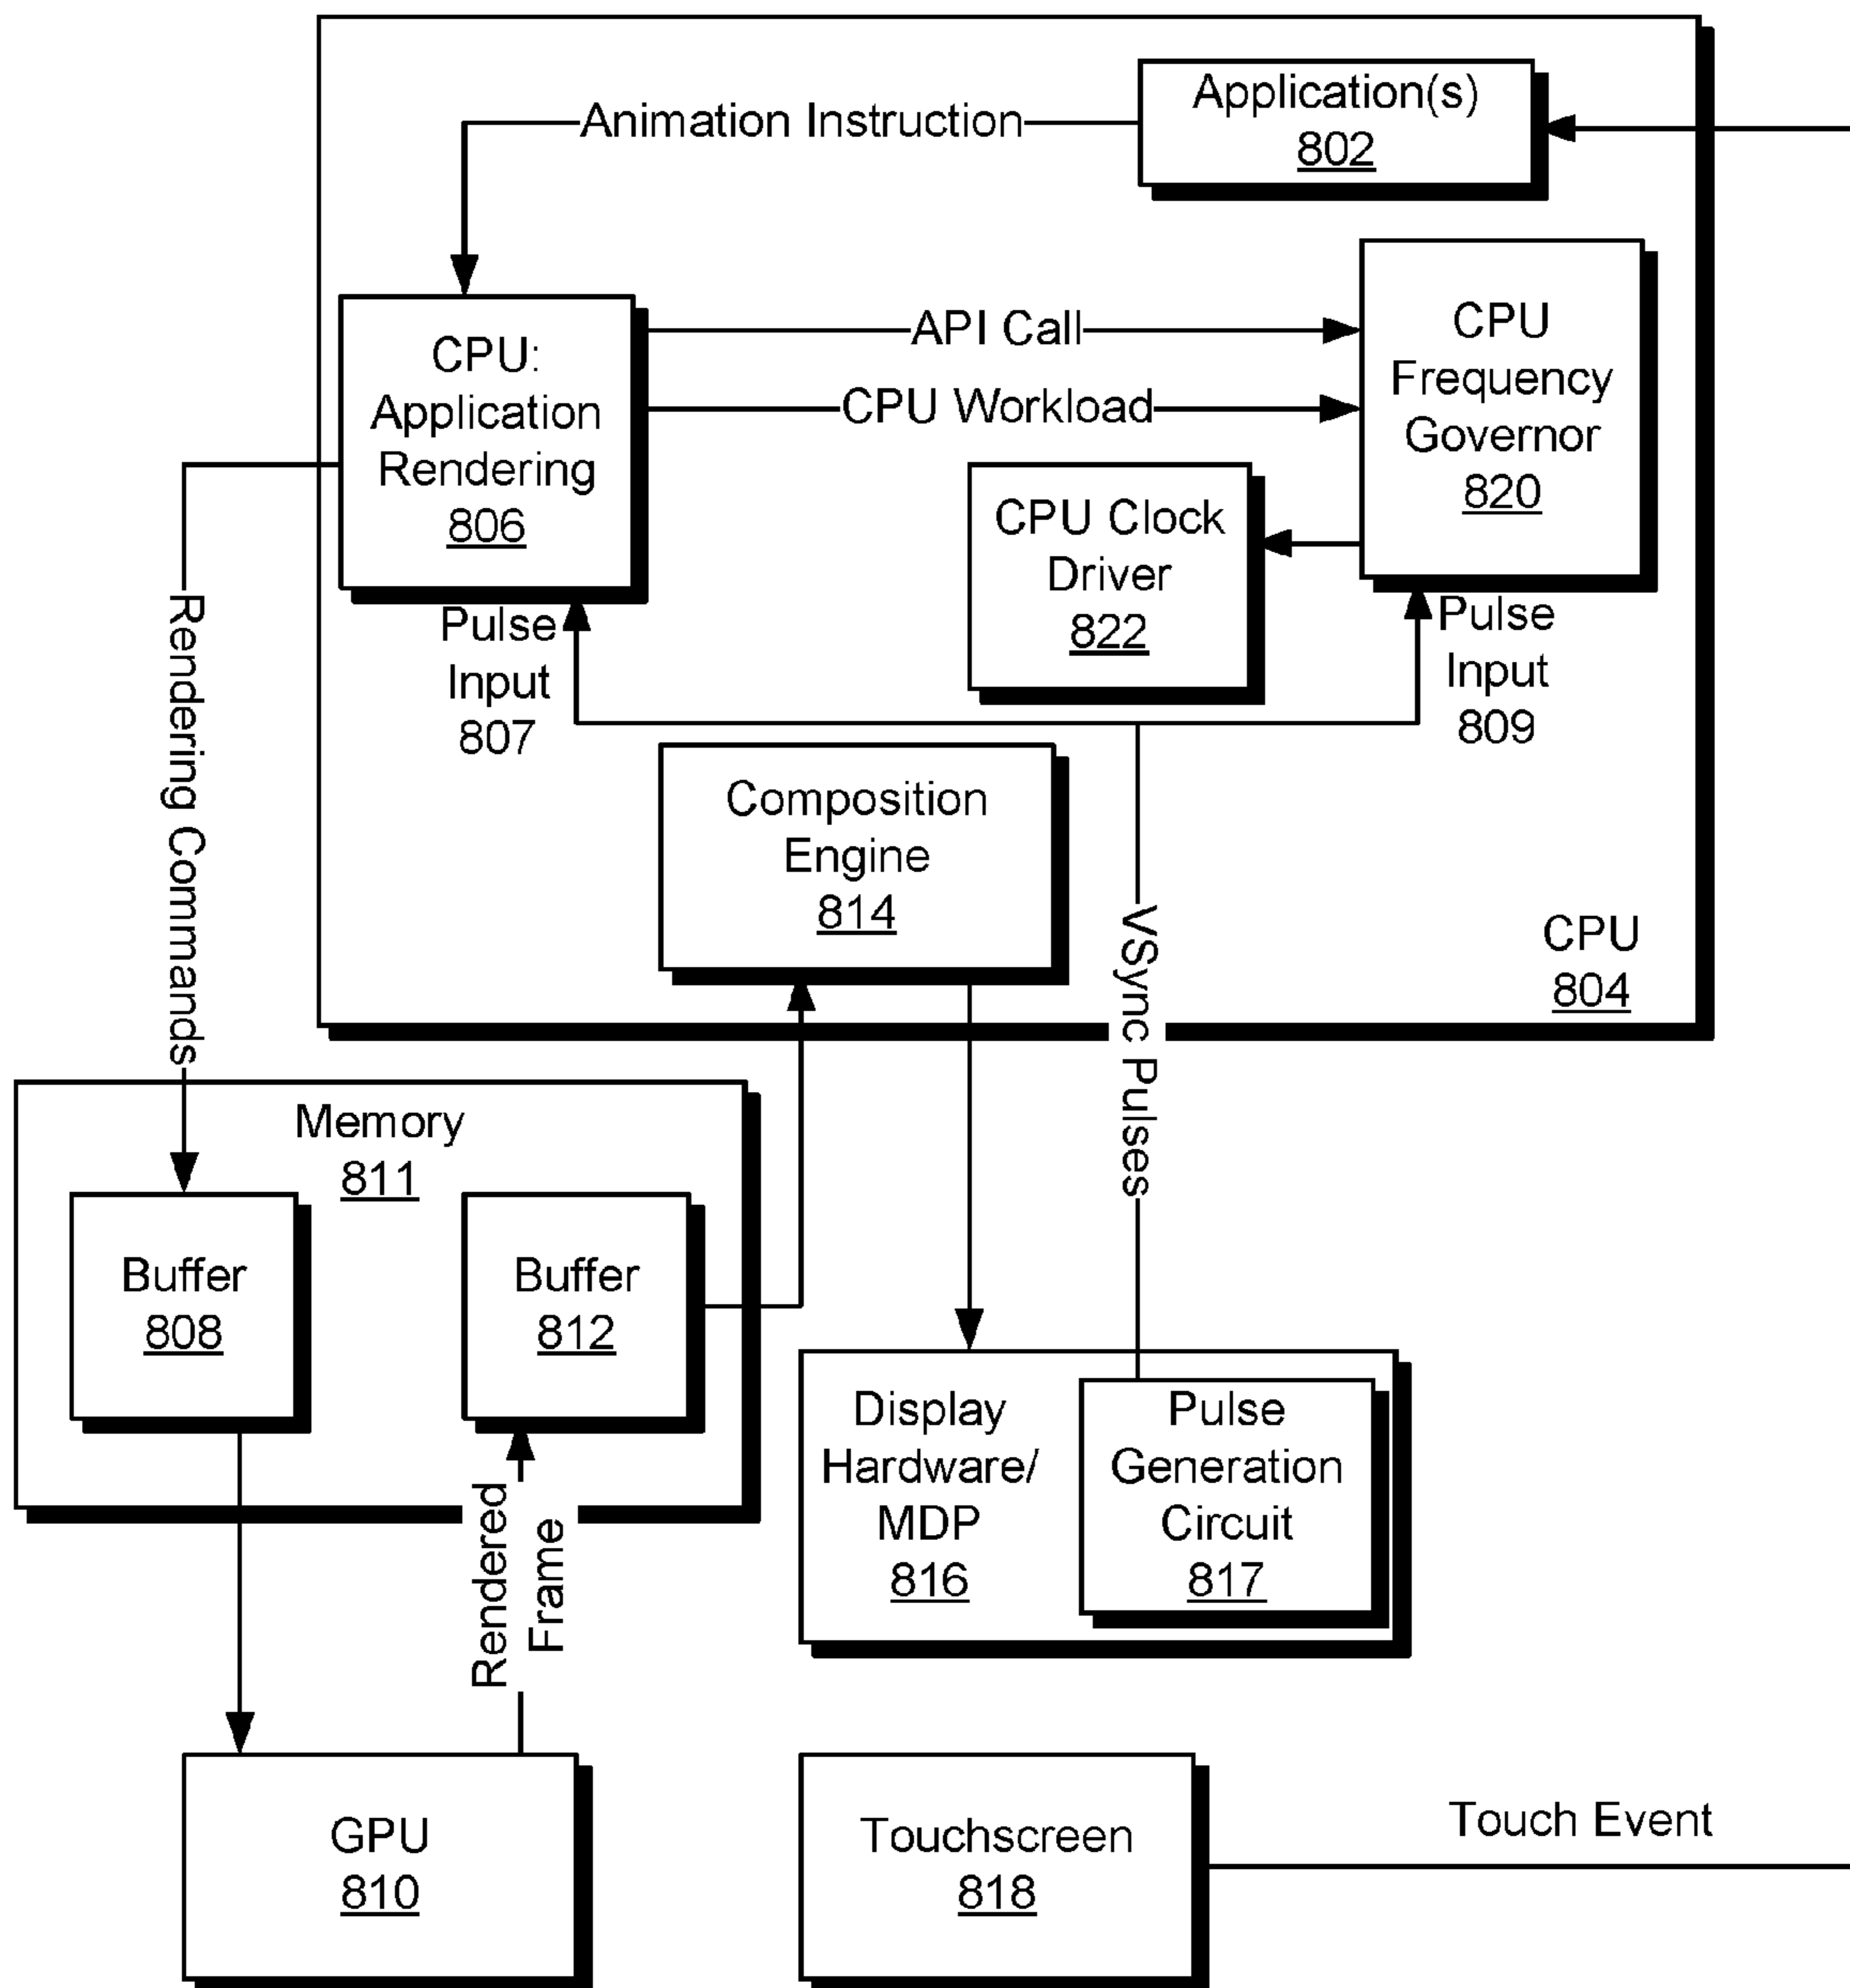 Application(s)
802
Animation Instruction
CPU:
Application
Rendering
806
API Call
CPU Workload
CPU
Frequency
Governor
820
CPU Clock
Driver
822
Pulse
Input
807
Pulse
Input
809
Rendering Commands
Composition
Engine
814
VSync Pulses
CPU
804
Memory
811
Buffer
808
Buffer
812
Rendered
Frame
Display
Hardware/
MDP
816
Pulse
Generation
Circuit
817
GPU
810
Touchscreen
818
Touch Event